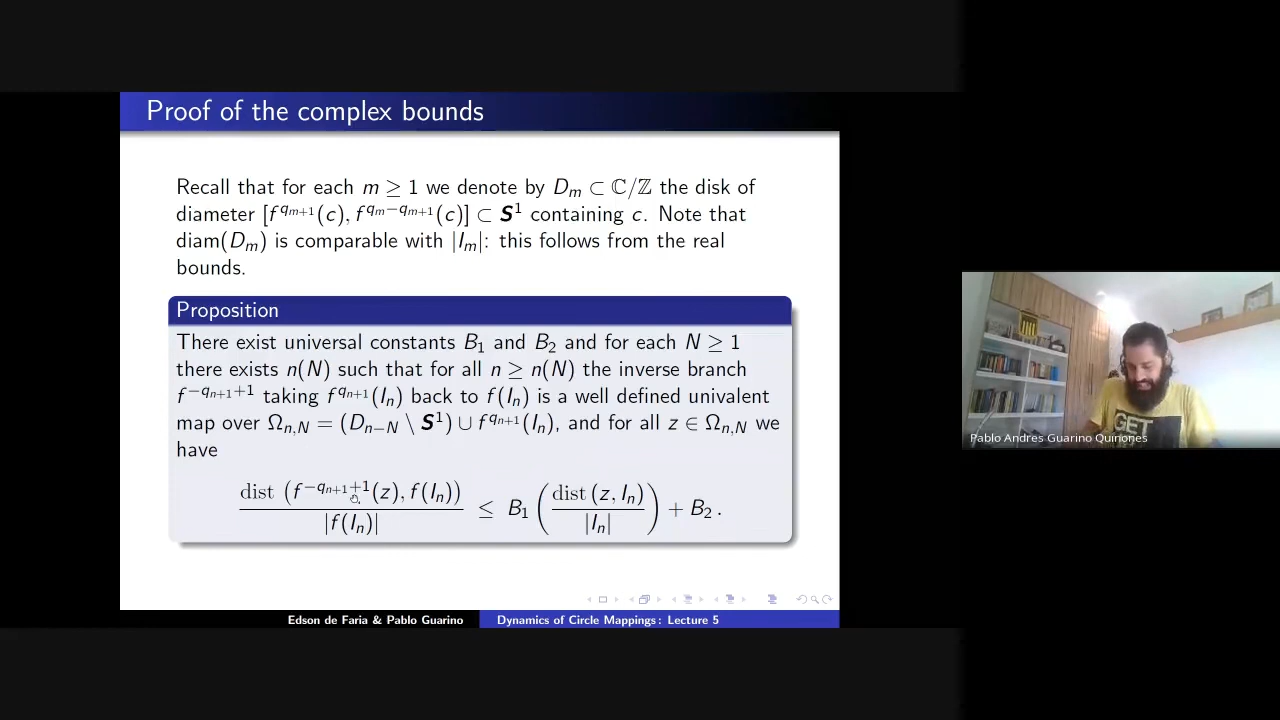 Proof of the complex bounds
Recall that for each m ≥ 1 we denote by D_m ⊂ ℂ/ℤ the disk of
diameter [f^{q_{m+1}}(c), f^{q_m−q_{m+1}}(c)] ⊂ S^1 containing c. Note that
diam(D_m) is comparable with |I_m|: this follows from the real
bounds.
Proposition
There exist universal constants B_1 and B_2 and for each N ≥ 1
there exists n(N) such that for all n ≥ n(N) the inverse branch
f^{−q_{n+1}+1} taking f^{q_{n+1}}(I_n) back to f(I_n) is a well defined univalent
map over Ω_{n,N} = (D_{n−N} \ S^1) ∪ f^{q_{n+1}}(I_n), and for all z ∈ Ω_{n,N} we
have
dist (f^{−q_{n+1}+1}(z), f(I_n)) / |f(I_n)| ≤ B_1 (dist (z, I_n) / |I_n|) + B_2 .
Edson de Faria & Pablo Guarino Dynamics of Circle Mappings: Lecture 5
GET
Pablo Andres Guarino Quinones